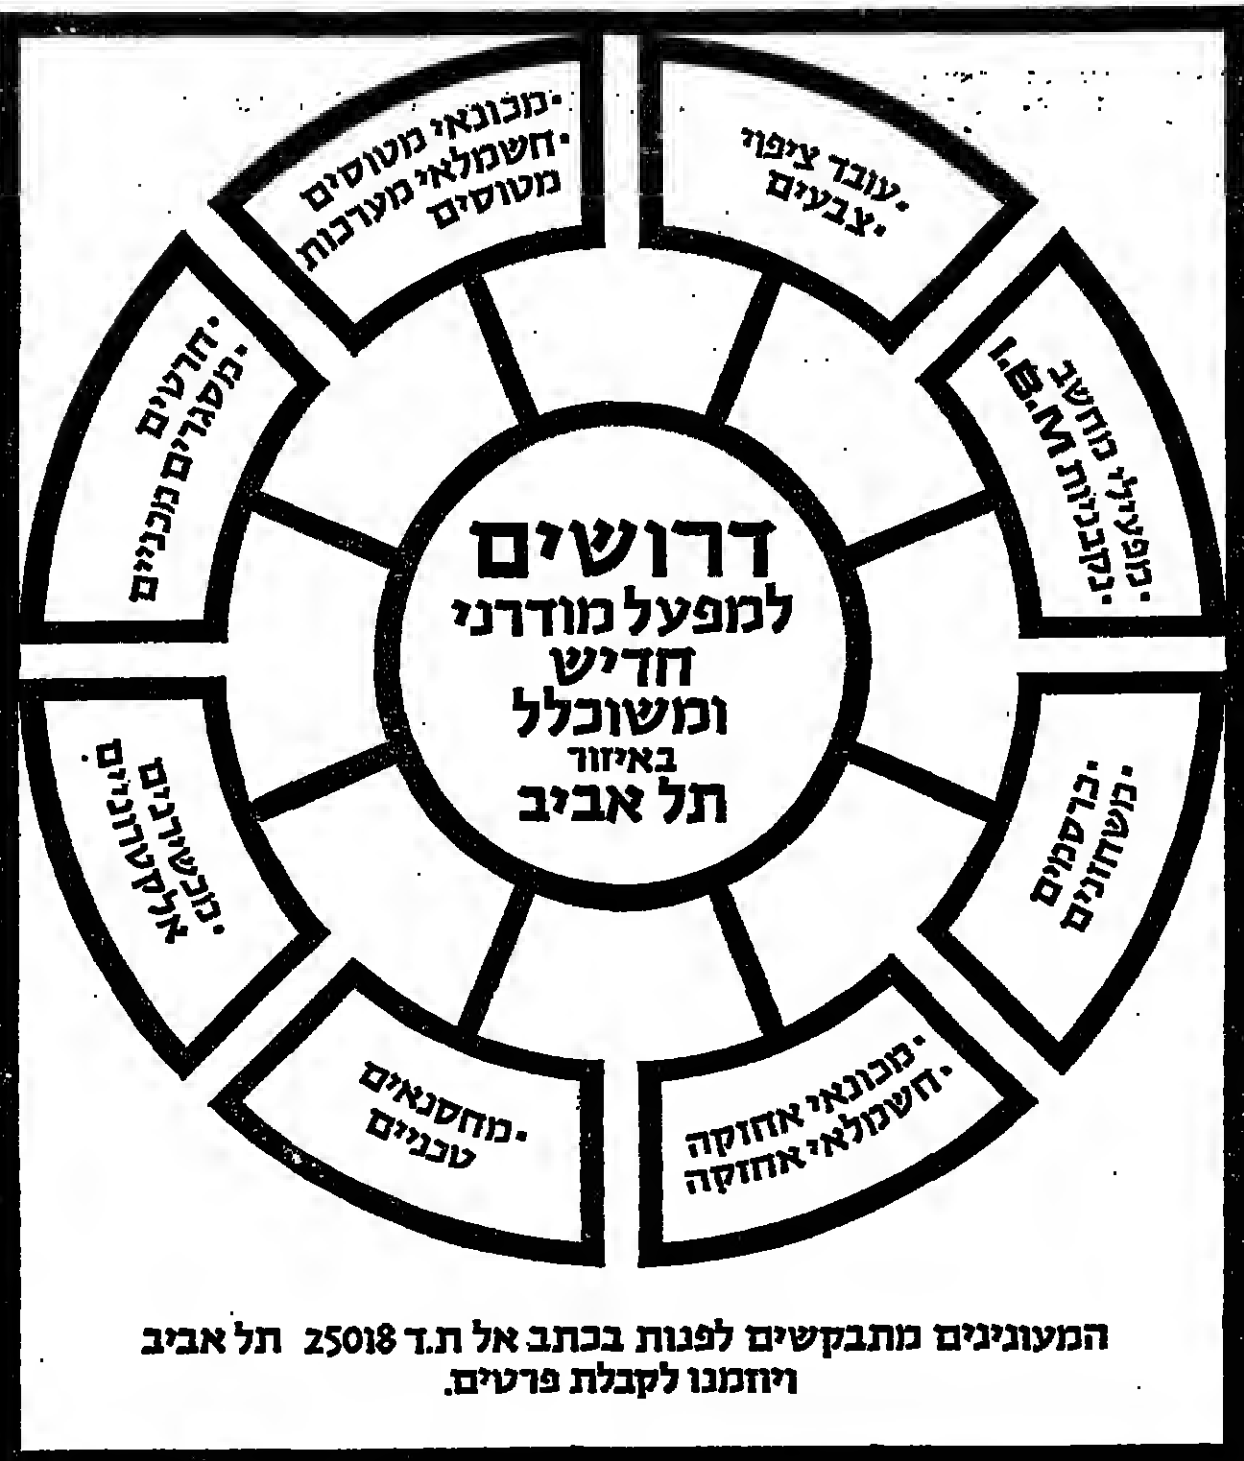 דרושים
למפעל מודרני
חדיש
ומשוכלל
באיזור
תל אביב
•עובד ציפוי
•צבעים
•מפעילי מחשב
•נקבניות I.B.M
•כרסמים
•משחזנים
•מכונאי אחזקה
•חשמלאי אחזקה
•מחסנאים
טכניים
•מכשירנים
אלקטרוניים
•חרטים
•מסגרים מכניים
•מכונאי מטוסים
•חשמלאי מערכות
מטוסים
המעונינים מתבקשים לפנות בכתב אל ת.ד 25018 תל אביב
ויוזמנו לקבלת פרטים.